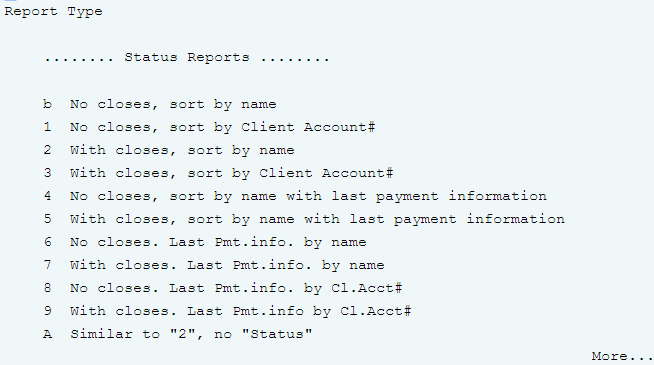 Report Type
........ Status Reports ........
b No closes, sort by name
1 No closes, sort by Client Account#
2 With closes, sort by name
3 With closes, sort by Client Account#
4 No closes, sort by name with last payment information
5 With closes, sort by name with last payment information
6 No closes. Last Pmt.info. by name
7 With closes. Last Pmt.info. by name
8 No closes. Last Pmt.info. by Cl.Acct#
9 With closes. Last Pmt.info by Cl.Acct#
A Similar to "2", no "Status"
More...